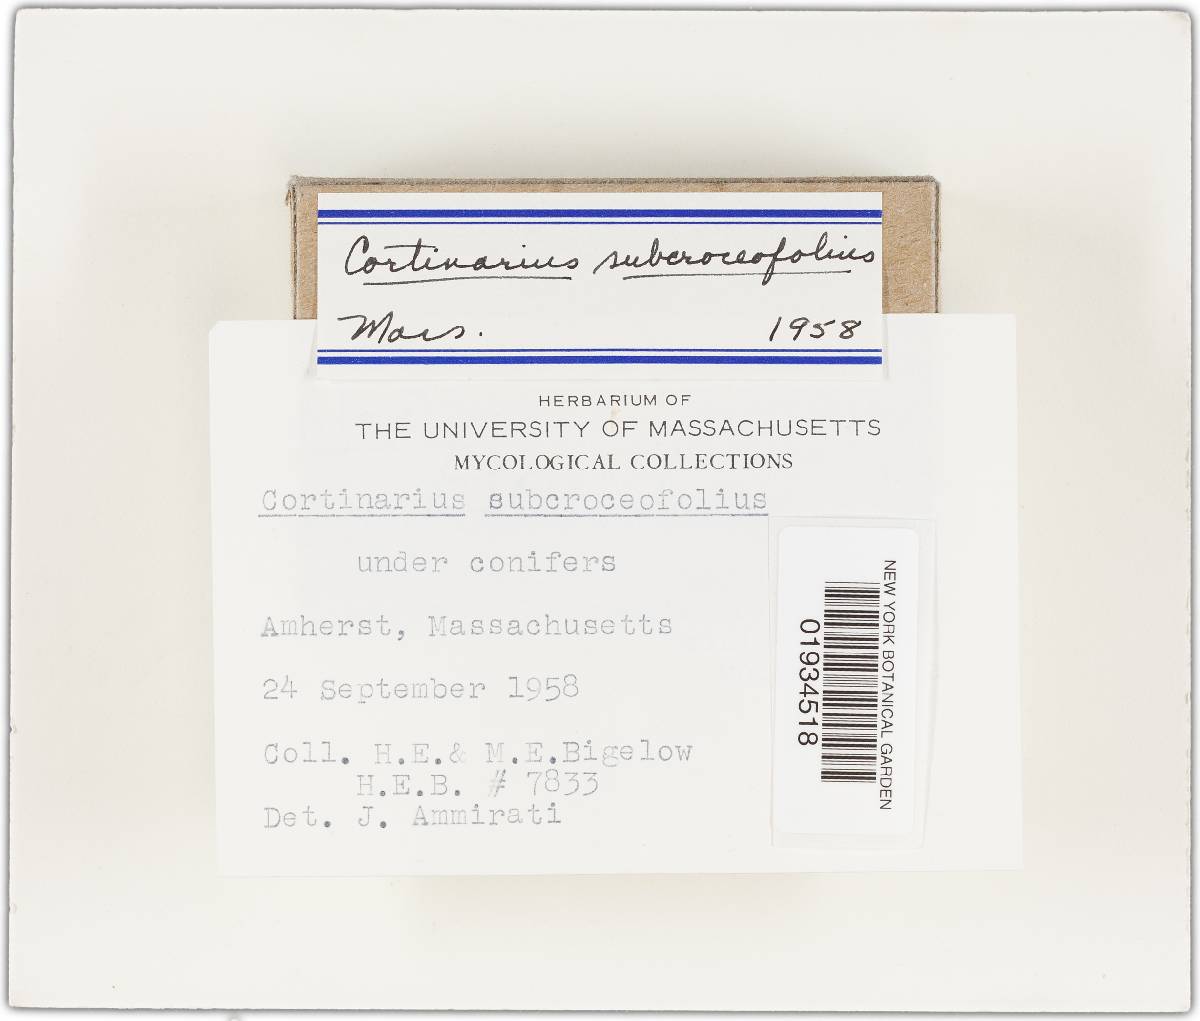 Cortinarius subcroceofolius
Mass. 1958
HERBARIUM OF
THE UNIVERSITY OF MASSACHUSETTS
MYCOLOGICAL COLLECTIONS
Cortinarius subcroceofolius
under conifers
Amherst, Massachusetts
24 September 1958
Coll. H.E.& M.E.Bigelow
H.E.B. # 7833
Det. J. Ammirati
NEW YORK BOTANICAL GARDEN
01934518